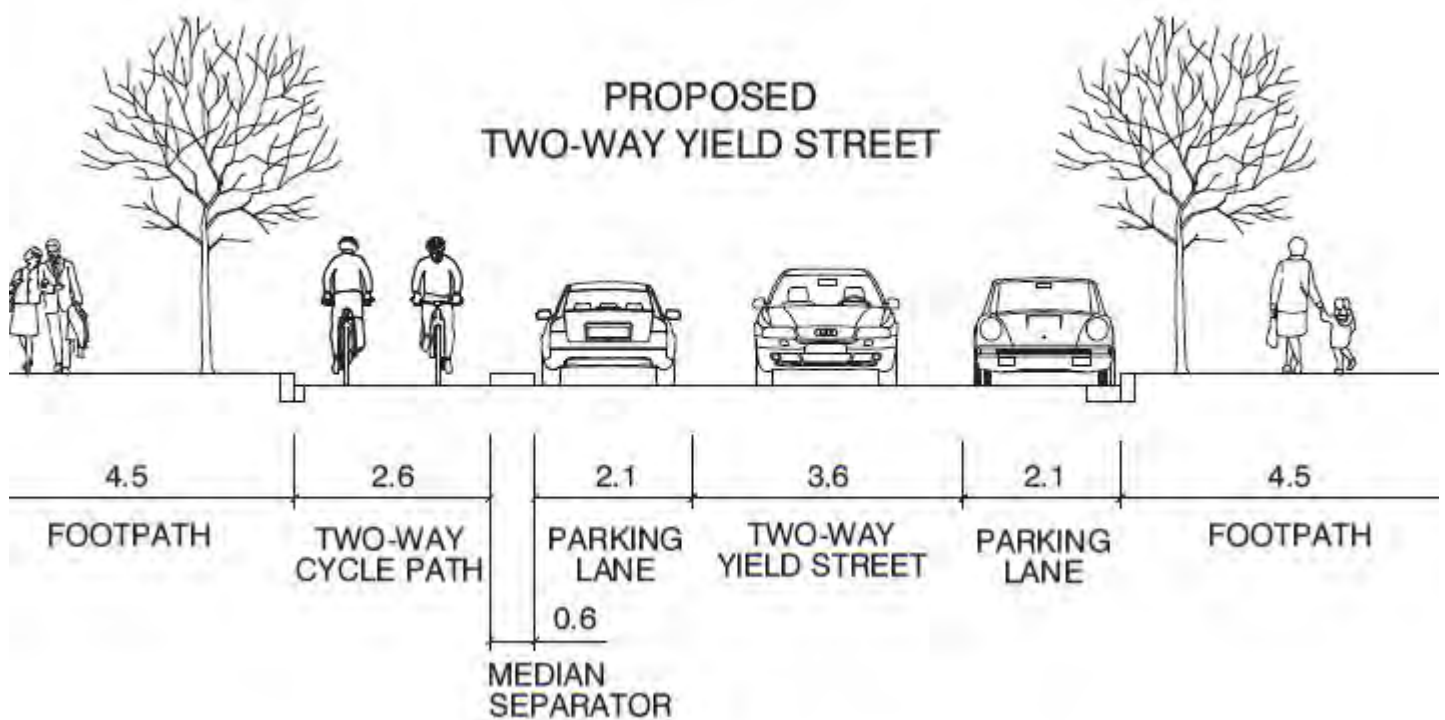 PROPOSED
TWO-WAY YIELD STREET
4.5
2.6
2.1
3.6
2.1
4.5
FOOTPATH
TWO-WAY
CYCLE PATH
PARKING
LANE
TWO-WAY
YIELD STREET
PARKING
LANE
FOOTPATH
0.6
MEDIAN
SEPARATOR